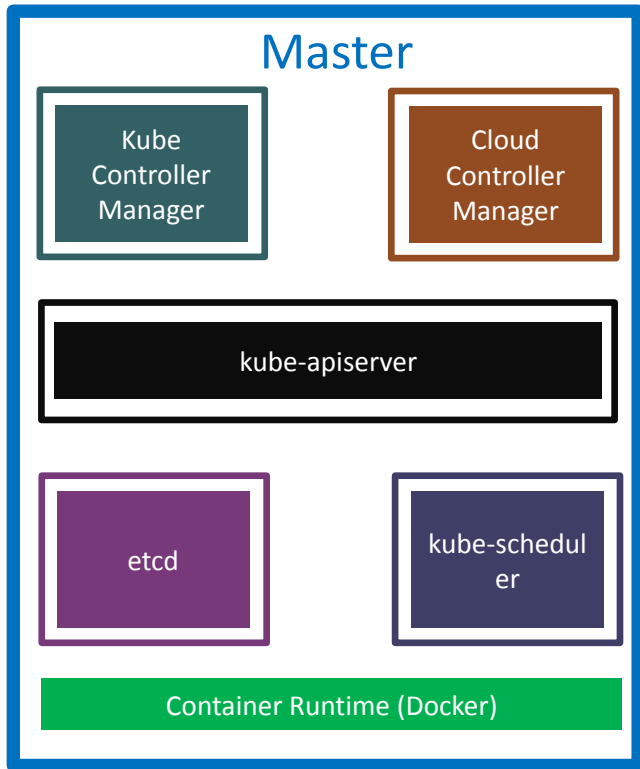 Master
Kube
Controller
Manager
Cloud
Controller
Manager
kube-apiserver
etcd
kube-schedul
er
Container Runtime (Docker)